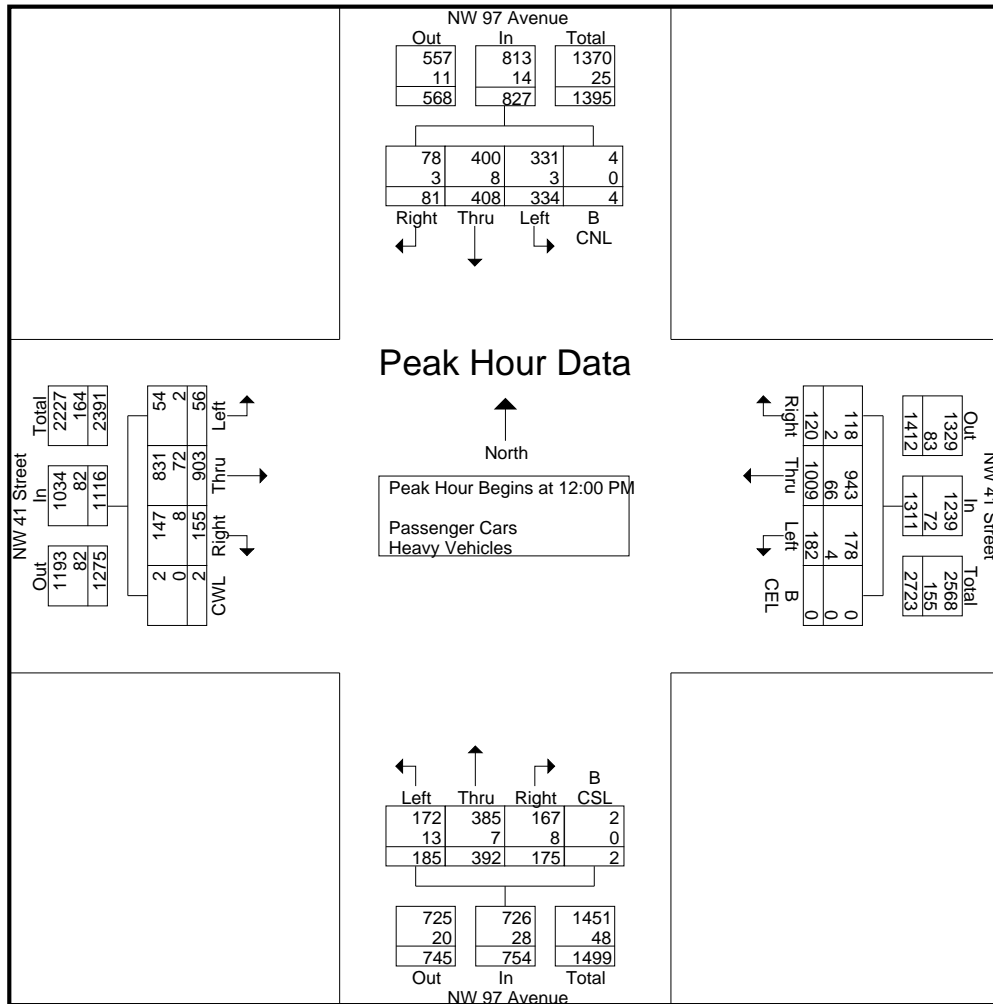 NW 97 Avenue
Out In Total
557 813 1370
11 14 25
568 827 1395
78 400 331 4
3 8 3 0
81 408 334 4
Right Thru Left B
CNL
Peak Hour Data
North
Peak Hour Begins at 12:00 PM
Passenger Cars
Heavy Vehicles
NW 41 Street
Out In Total
1193 1034 2227
82 82 164
1275 1116 2391
54 831 147 2
2 72 8 0
56 903 155 2
Left Thru Right CWL
NW 41 Street
Out In Total
1329 1239 2568
83 72 155
1412 1311 2723
118 943 178 0
2 66 4 0
120 1009 182 0
Right Thru Left B
CEL
B
Left Thru Right CSL
172 385 167 2
13 7 8 0
185 392 175 2
725 726 1451
20 28 48
745 754 1499
Out In Total
NW 97 Avenue